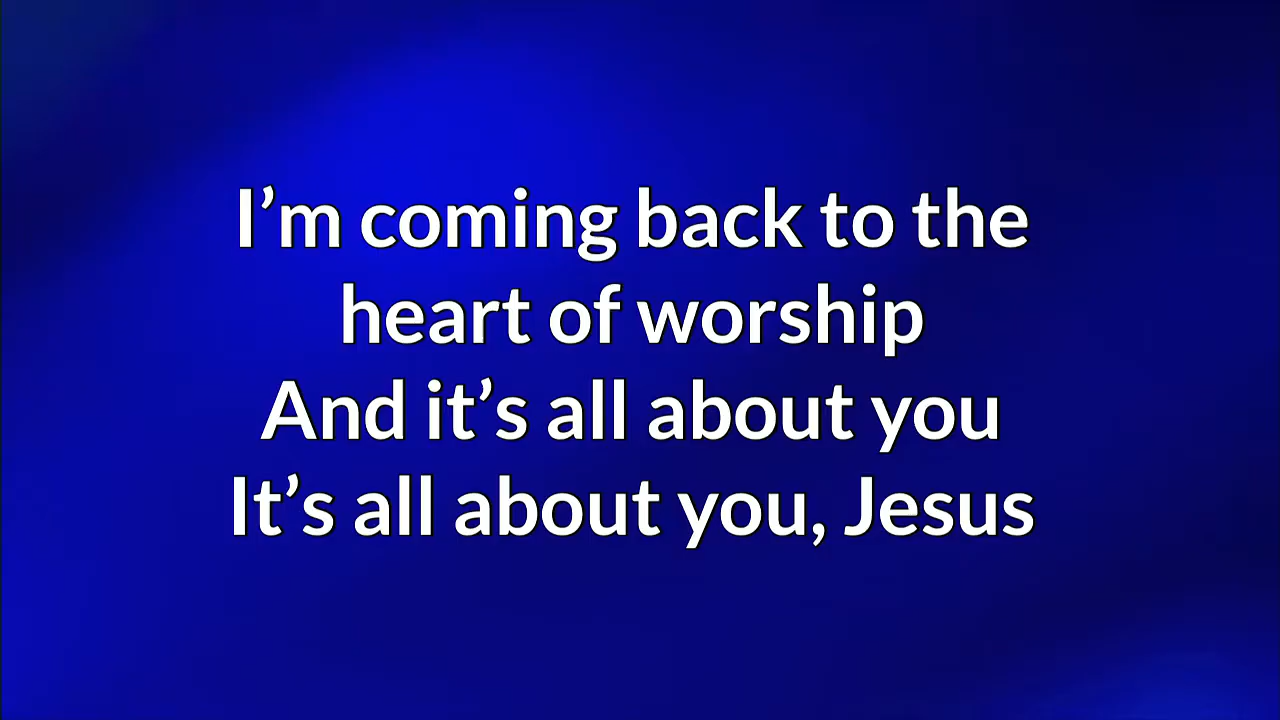 I’m coming back to the
heart of worship
And it’s all about you
It’s all about you, Jesus